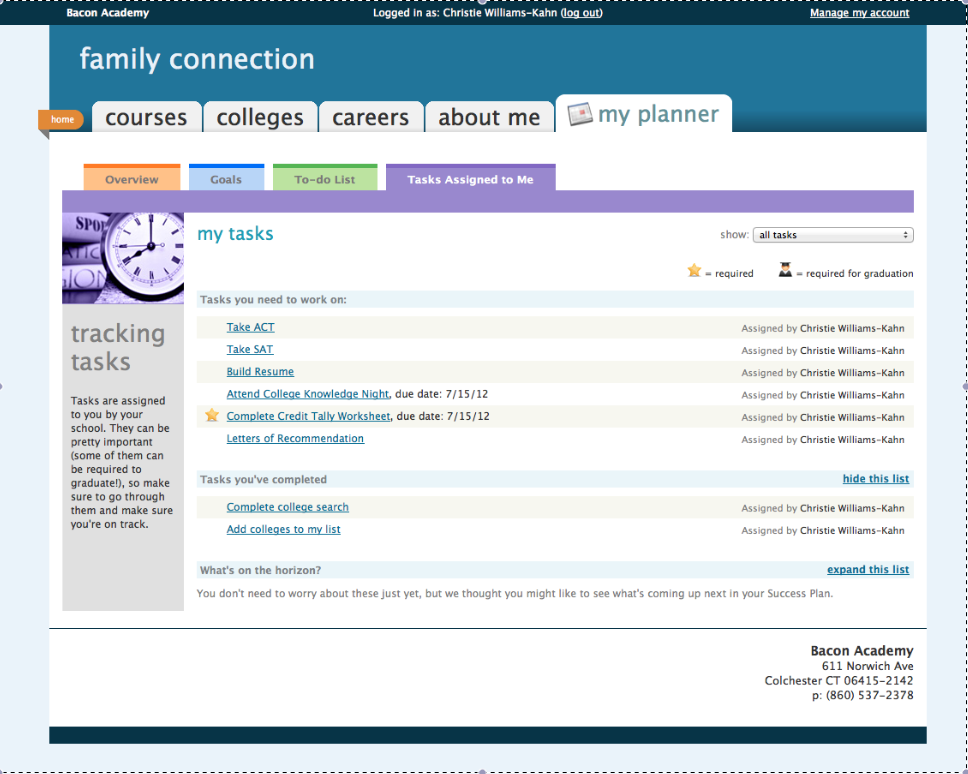 Bacon Academy
Logged in as: Christie Williams-Kahn (log out)
Manage my account
family connection
home
courses
colleges
careers
about me
my planner
Overview
Goals
To-do List
Tasks Assigned to Me
my tasks
show: all tasks
= required
= required for graduation
tracking
tasks
Tasks are assigned
to you by your
school. They can be
pretty important
(some of them can
be required to
graduate!), so make
sure to go through
them and make sure
you're on track.
Tasks you need to work on:
Take ACT Assigned by Christie Williams-Kahn
Take SAT Assigned by Christie Williams-Kahn
Build Resume Assigned by Christie Williams-Kahn
Attend College Knowledge Night, due date: 7/15/12 Assigned by Christie Williams-Kahn
Complete Credit Tally Worksheet, due date: 7/15/12 Assigned by Christie Williams-Kahn
Letters of Recommendation Assigned by Christie Williams-Kahn
Tasks you've completed hide this list
Complete college search Assigned by Christie Williams-Kahn
Add colleges to my list Assigned by Christie Williams-Kahn
What's on the horizon? expand this list
You don't need to worry about these just yet, but we thought you might like to see what's coming up next in your Success Plan.
Bacon Academy
611 Norwich Ave
Colchester CT 06415-2142
p: (860) 537-2378